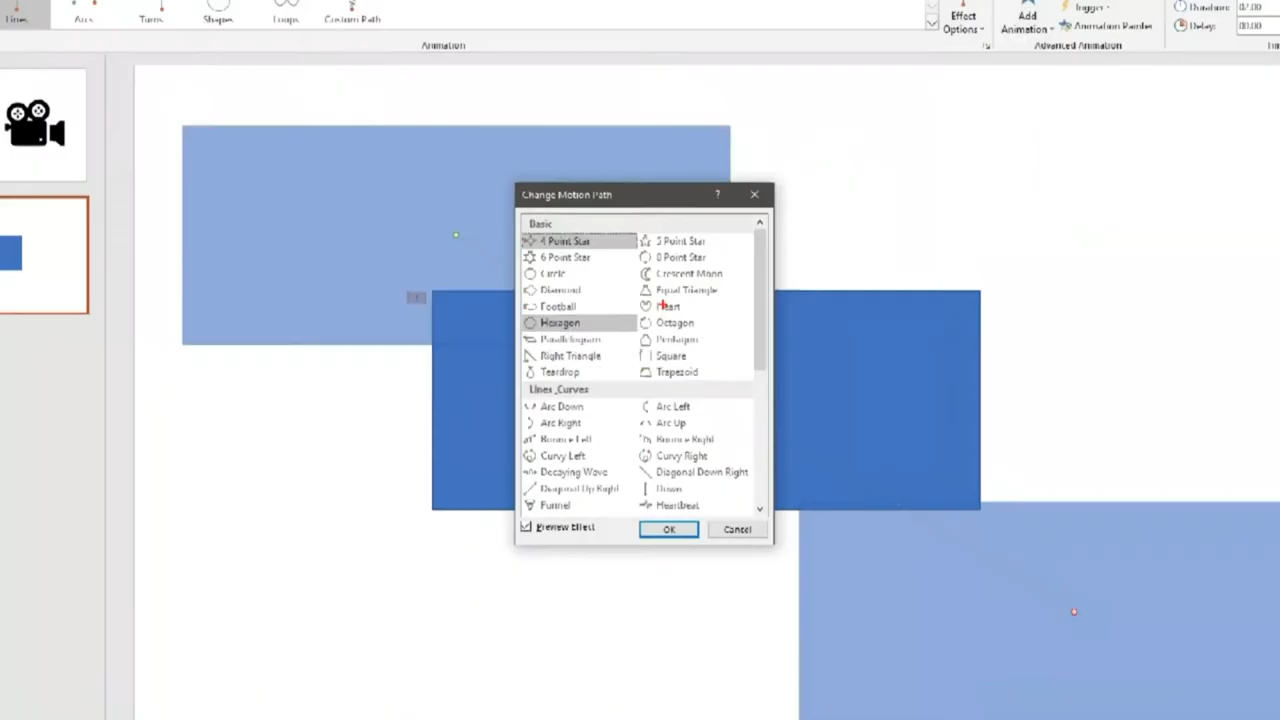 Lines Arcs Turns Shapes Loops Custom Path
Effect Options
Add Animation
Trigger
Animation Painter
Duration: 02.00
Delay: 00.00
Animation
Advanced Animation
Change Motion Path ?
Basic
4 Point Star 5 Point Star
6 Point Star 8 Point Star
Circle Crescent Moon
Diamond Equal Triangle
Football Heart
Hexagon Octagon
Parallelogram Pentagon
Right Triangle Square
Teardrop Trapezoid
Lines_Curves
Arc Down Arc Left
Arc Right Arc Up
Bounce Left Bounce Right
Curvy Left Curvy Right
Decaying Wave Diagonal Down Right
Diagonal Up Right Down
Funnel Heartbeat
Preview Effect OK Cancel